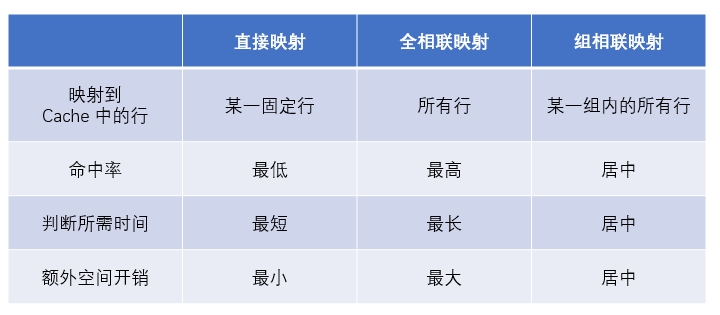 直接映射 全相联映射 组相联映射
映射到
Cache 中的行 某一固定行 所有行 某一组内的所有行
命中率 最低 最高 居中
判断所需时间 最短 最长 居中
额外空间开销 最小 最大 居中